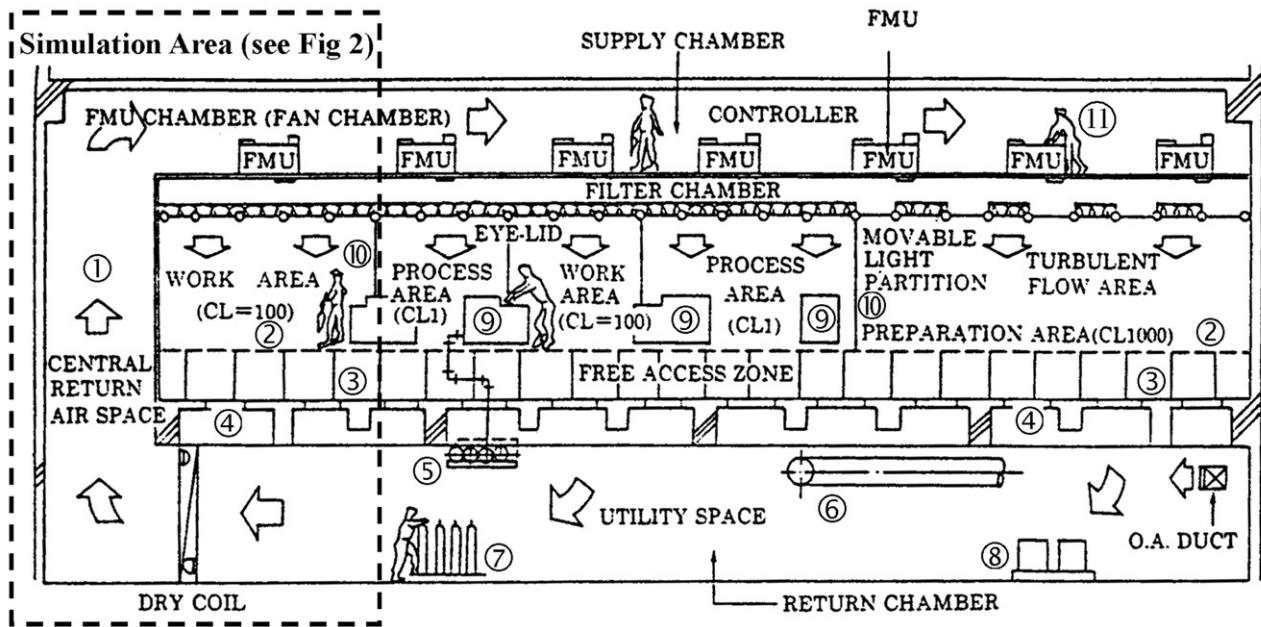 FMU
Simulation Area (see Fig 2)
SUPPLY CHAMBER
FMU CHAMBER (FAN CHAMBER)
CONTROLLER
⑪
FMU
FMU
FMU
FMU
FMU
FMU
FMU
FILTER CHAMBER
①
WORK AREA
(CL=100)
②
⑩
EYE-LID
PROCESS
AREA
(CL1)
⑨
WORK
AREA
(CL=100)
⑨
PROCESS
AREA
(CL1)
⑨
⑩
MOVABLE
LIGHT
PARTITION
TURBULENT
FLOW AREA
PREPARATION AREA(CL1000)
②
CENTRAL
RETURN
AIR SPACE
③
FREE ACCESS ZONE
③
④
④
⑤
⑥
UTILITY SPACE
⑦
⑧
O.A. DUCT
DRY COIL
RETURN CHAMBER